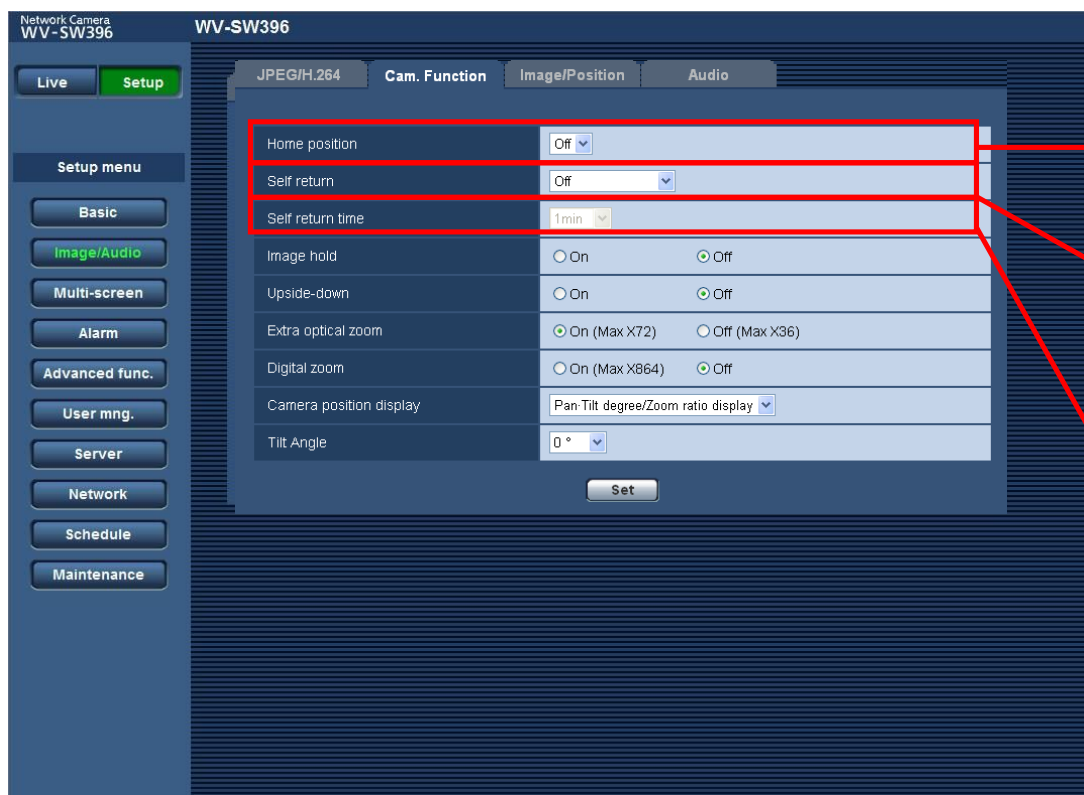 Network Camera
WV-SW396
WV-SW396
Live Setup
Setup menu
Basic
Image/Audio
Multi-screen
Alarm
Advanced func.
User mng.
Server
Network
Schedule
Maintenance
JPEG/H.264 Cam. Function Image/Position Audio
Home position Off
Self return Off
Self return time 1min
Image hold On Off
Upside-down On Off
Extra optical zoom On (Max X72) Off (Max X36)
Digital zoom On (Max X864) Off
Camera position display Pan·Tilt degree/Zoom ratio display
Tilt Angle 0 °
Set